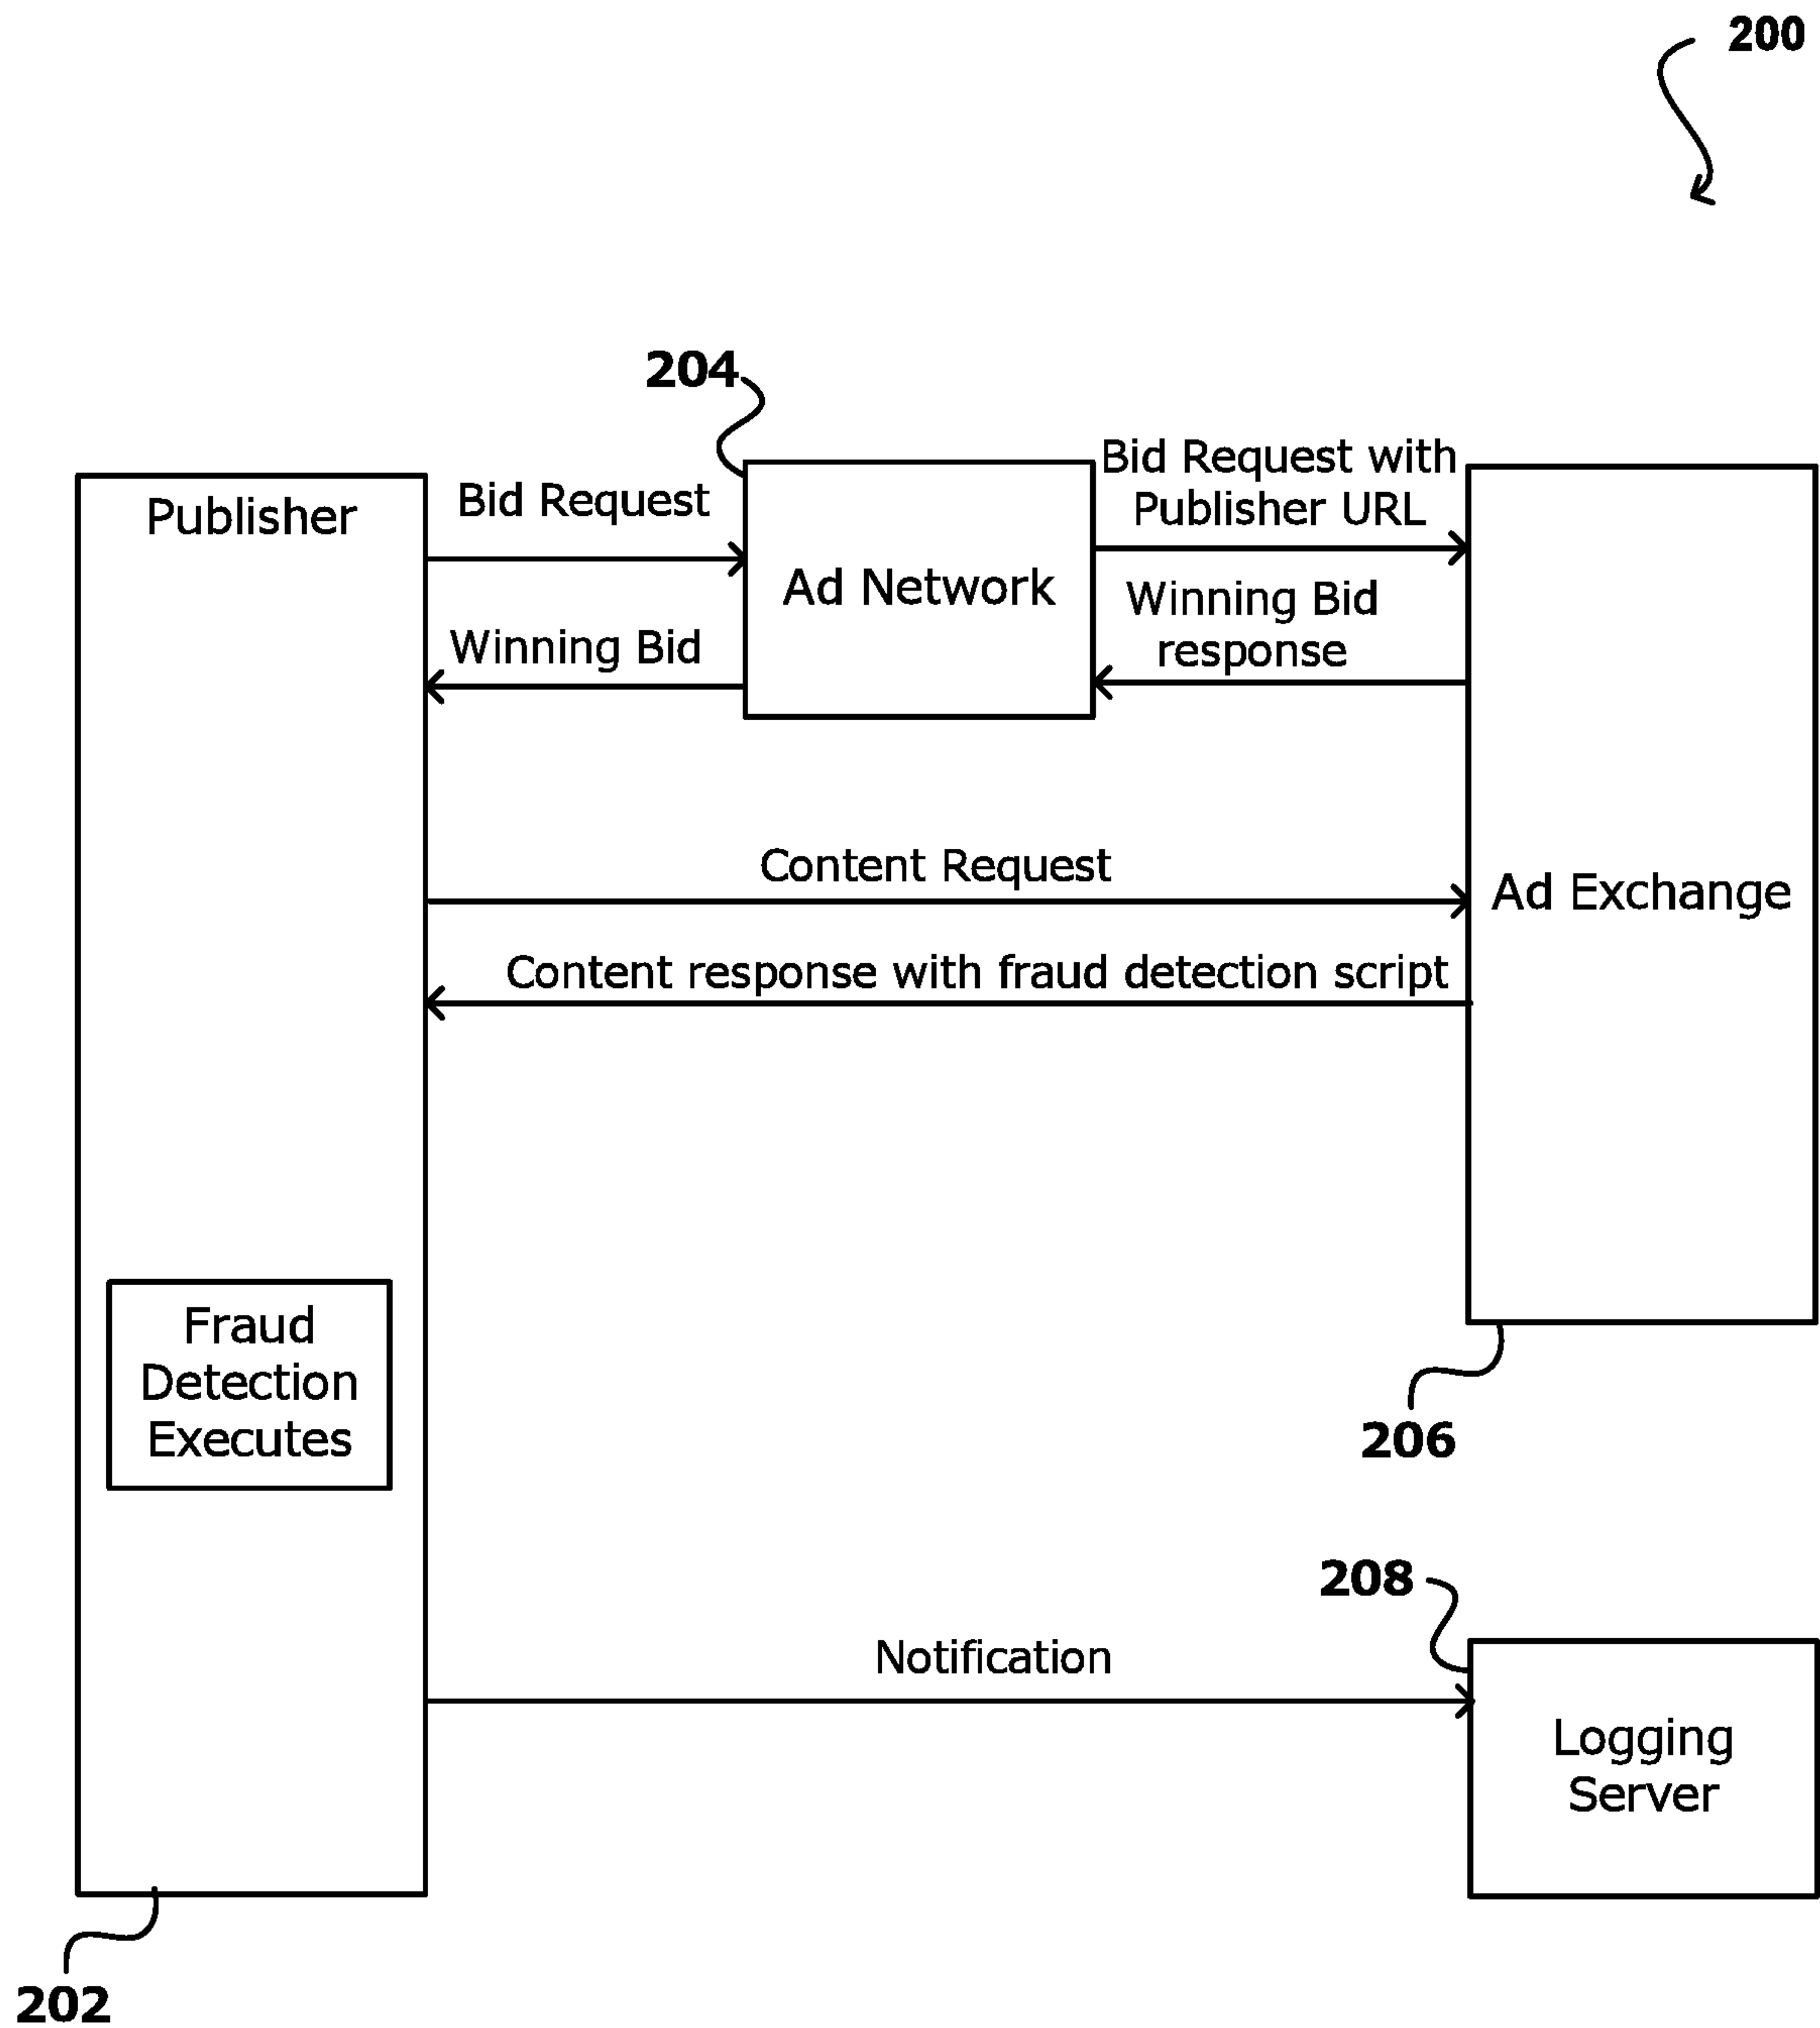 200
204
Publisher
Bid Request
Bid Request with
Publisher URL
Ad Network
Winning Bid
Winning Bid
response
Content Request
Ad Exchange
Content response with fraud detection script
Fraud
Detection
Executes
206
208
Notification
Logging
Server
202